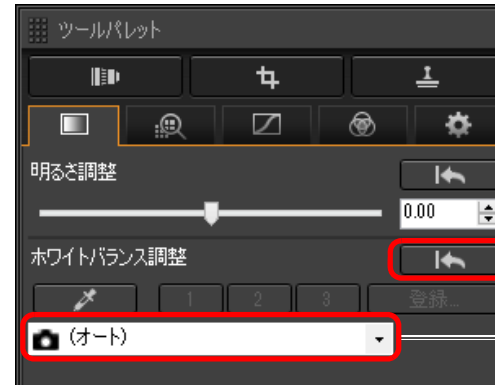 ツールパレット
明るさ調整
0.00
ホワイトバランス調整
1 2 3 登録...
(オート)